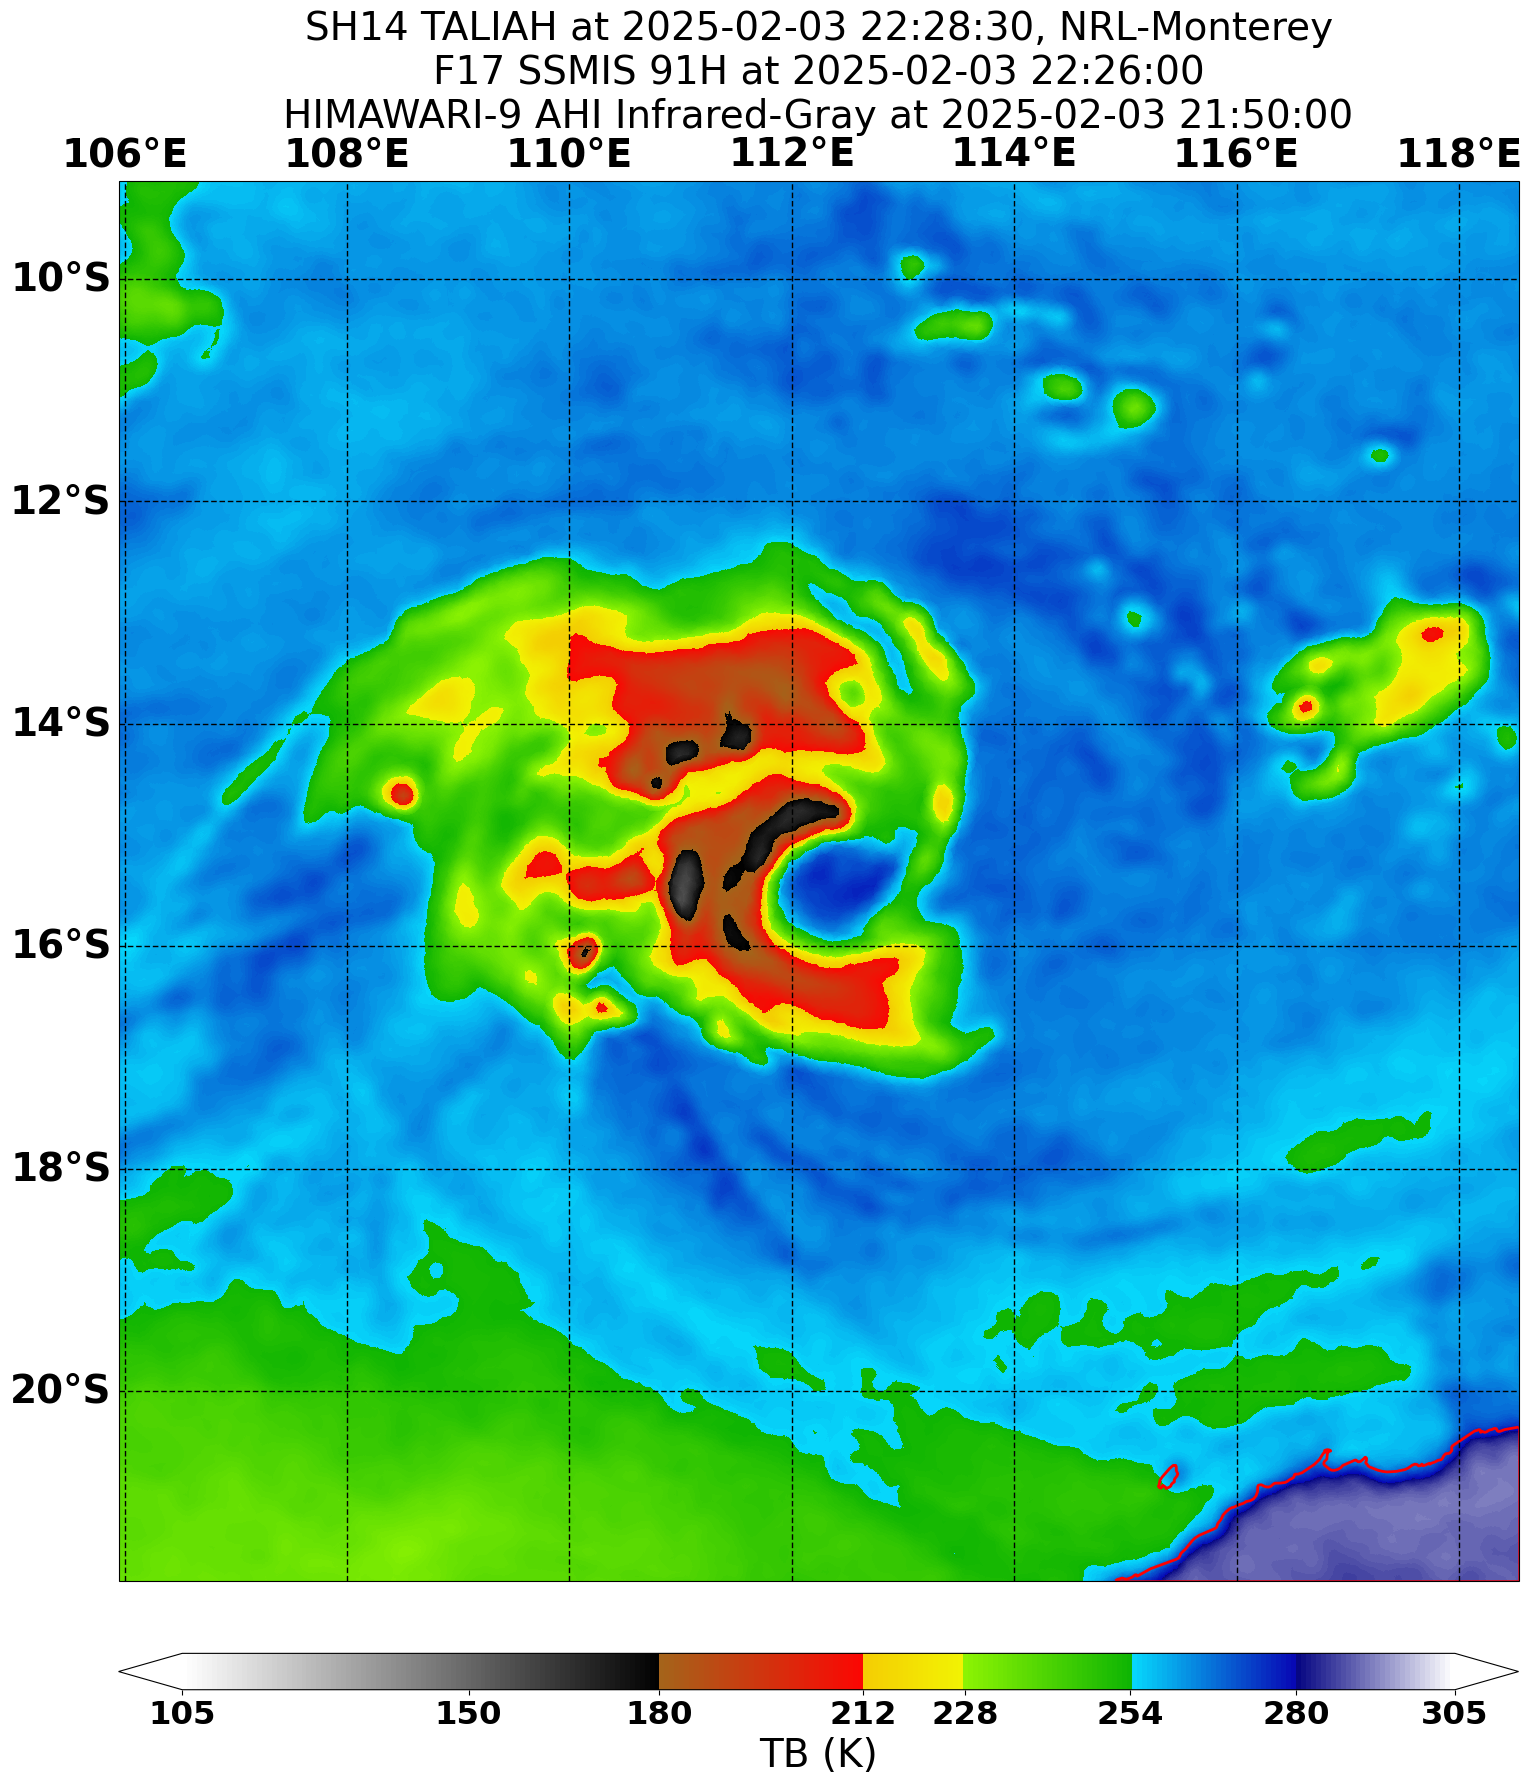 SH14 TALIAH at 2025-02-03 22:28:30, NRL-Monterey
F17 SSMIS 91H at 2025-02-03 22:26:00
HIMAWARI-9 AHI Infrared-Gray at 2025-02-03 21:50:00
106°E 108°E 110°E 112°E 114°E 116°E 118°E
10°S
12°S
14°S
16°S
18°S
20°S
105 150 180 212 228 254 280 305
TB (K)